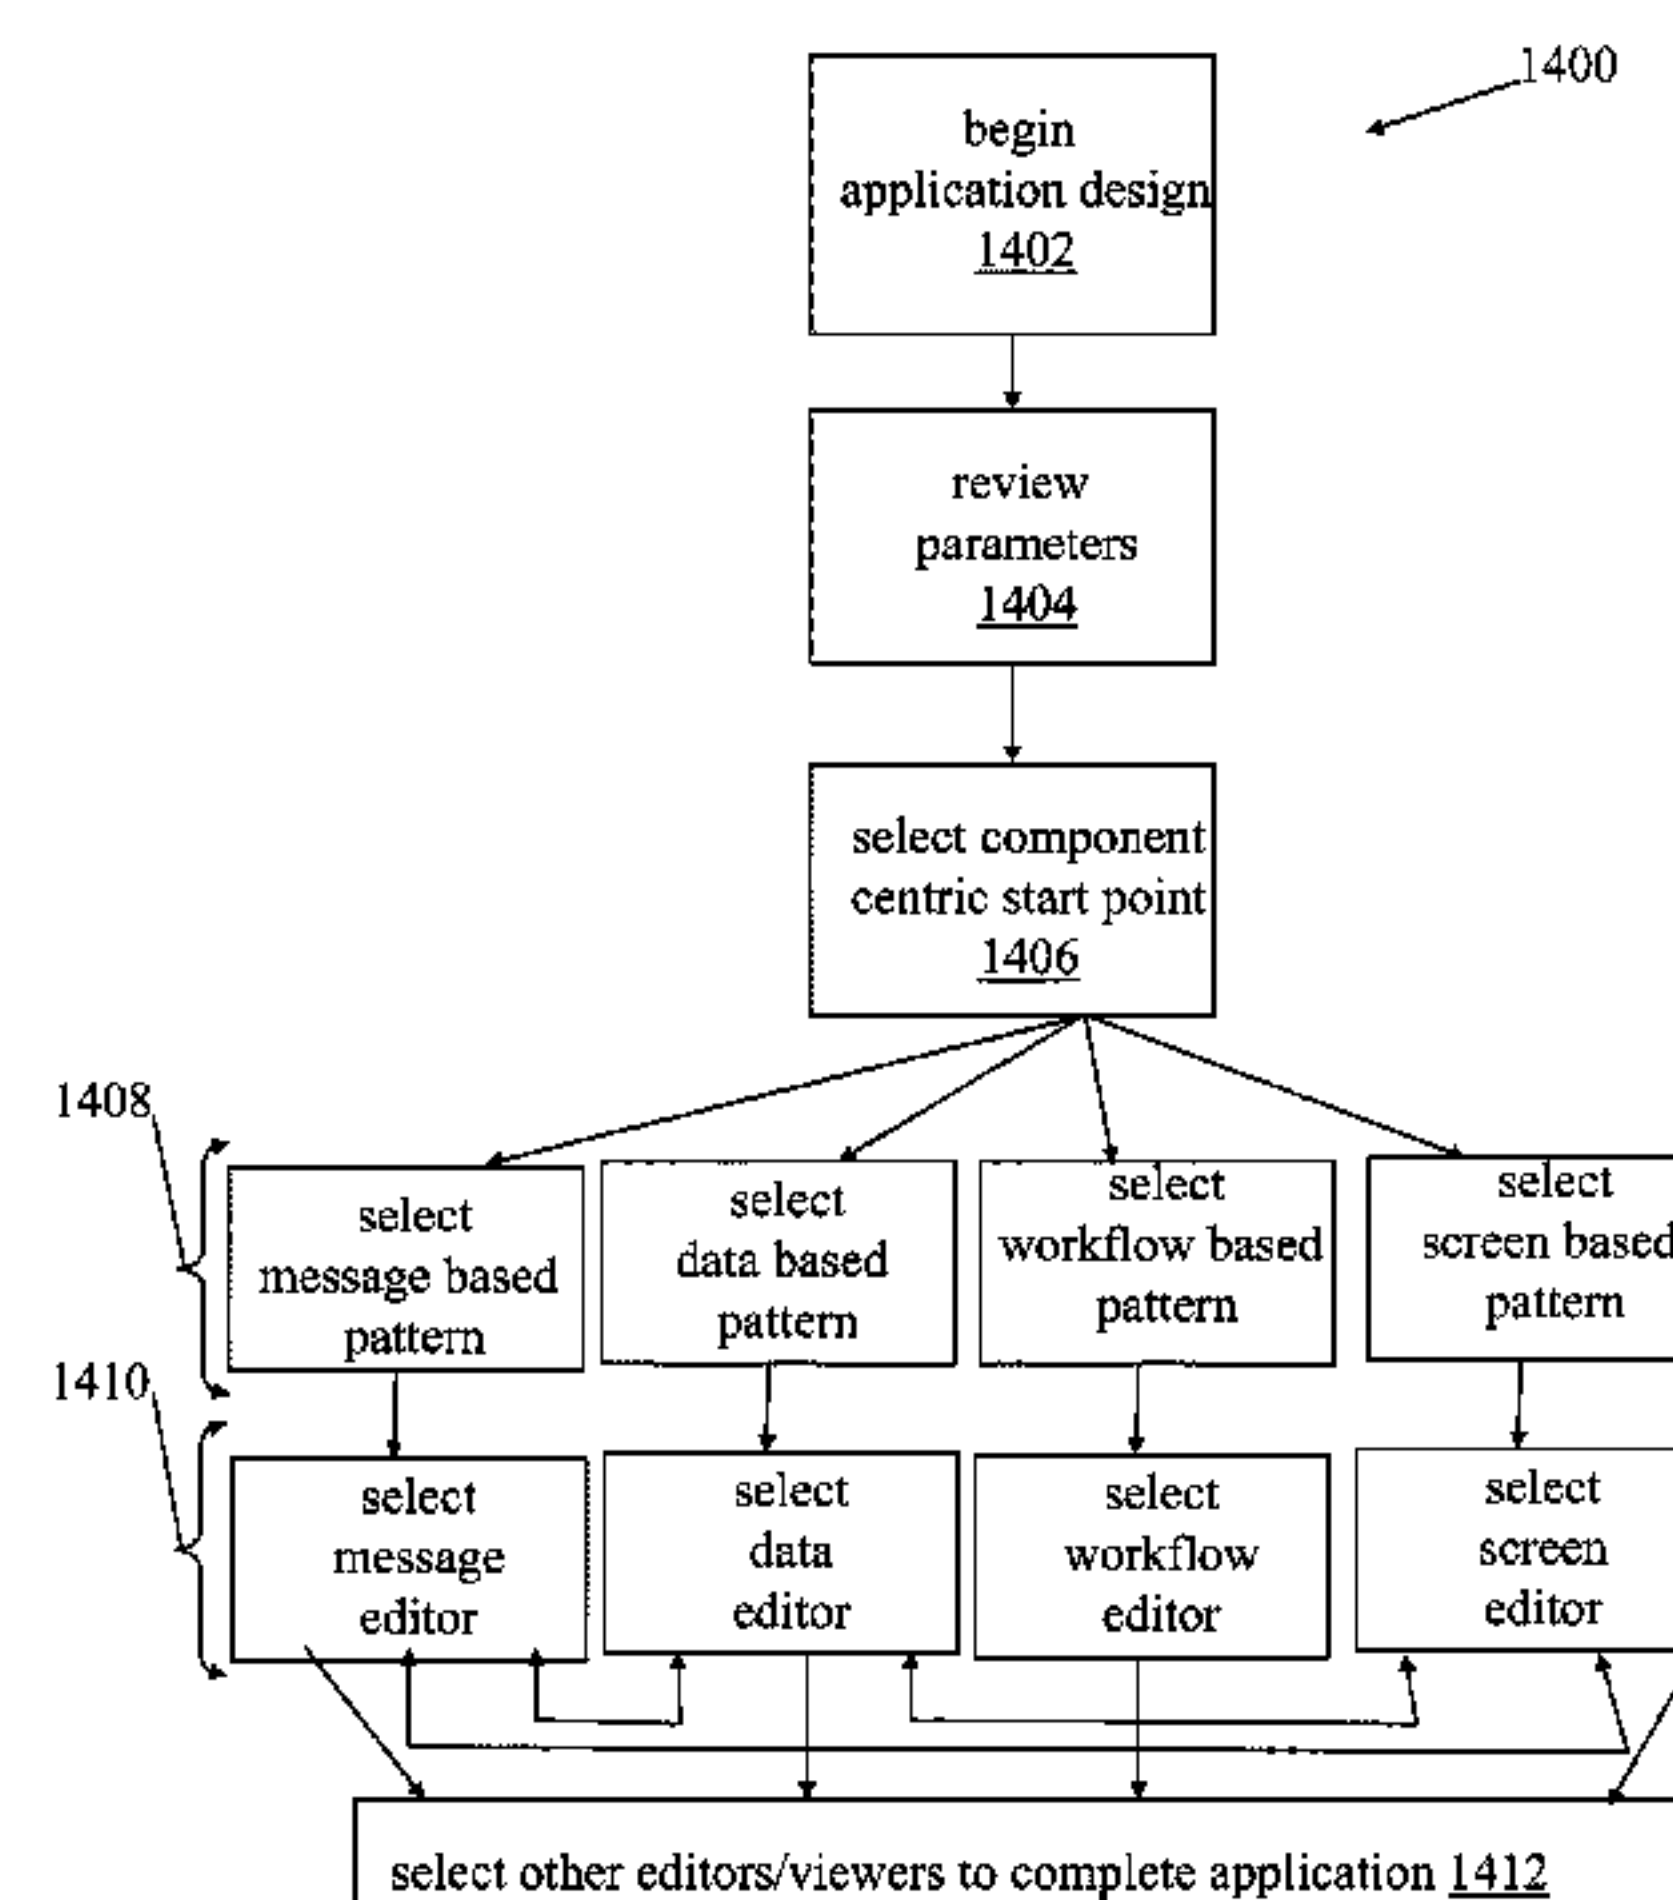 1400
begin
application design
1402
review
parameters
1404
select component
centric start point
1406
1408
select
message based
pattern
select
data based
pattern
select
workflow based
pattern
select
screen based
pattern
1410
select
message
editor
select
data
editor
select
workflow
editor
select
screen
editor
select other editors/viewers to complete application 1412